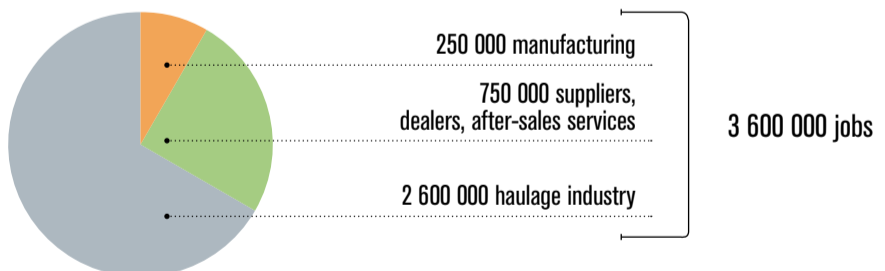 250 000 manufacturing
750 000 suppliers,
dealers, after-sales services
2 600 000 haulage industry
3 600 000 jobs